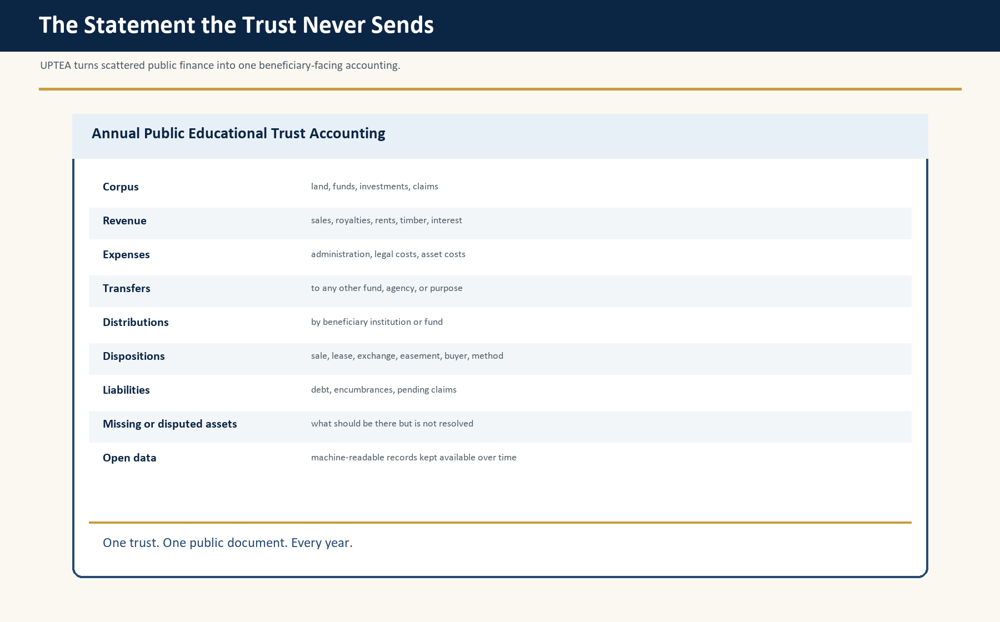 The Statement the Trust Never Sends
UPTEA turns scattered public finance into one beneficiary-facing accounting.
Annual Public Educational Trust Accounting
Corpus land, funds, investments, claims
Revenue sales, royalties, rents, timber, interest
Expenses administration, legal costs, asset costs
Transfers to any other fund, agency, or purpose
Distributions by beneficiary institution or fund
Dispositions sale, lease, exchange, easement, buyer, method
Liabilities debt, encumbrances, pending claims
Missing or disputed assets what should be there but is not resolved
Open data machine-readable records kept available over time
One trust. One public document. Every year.